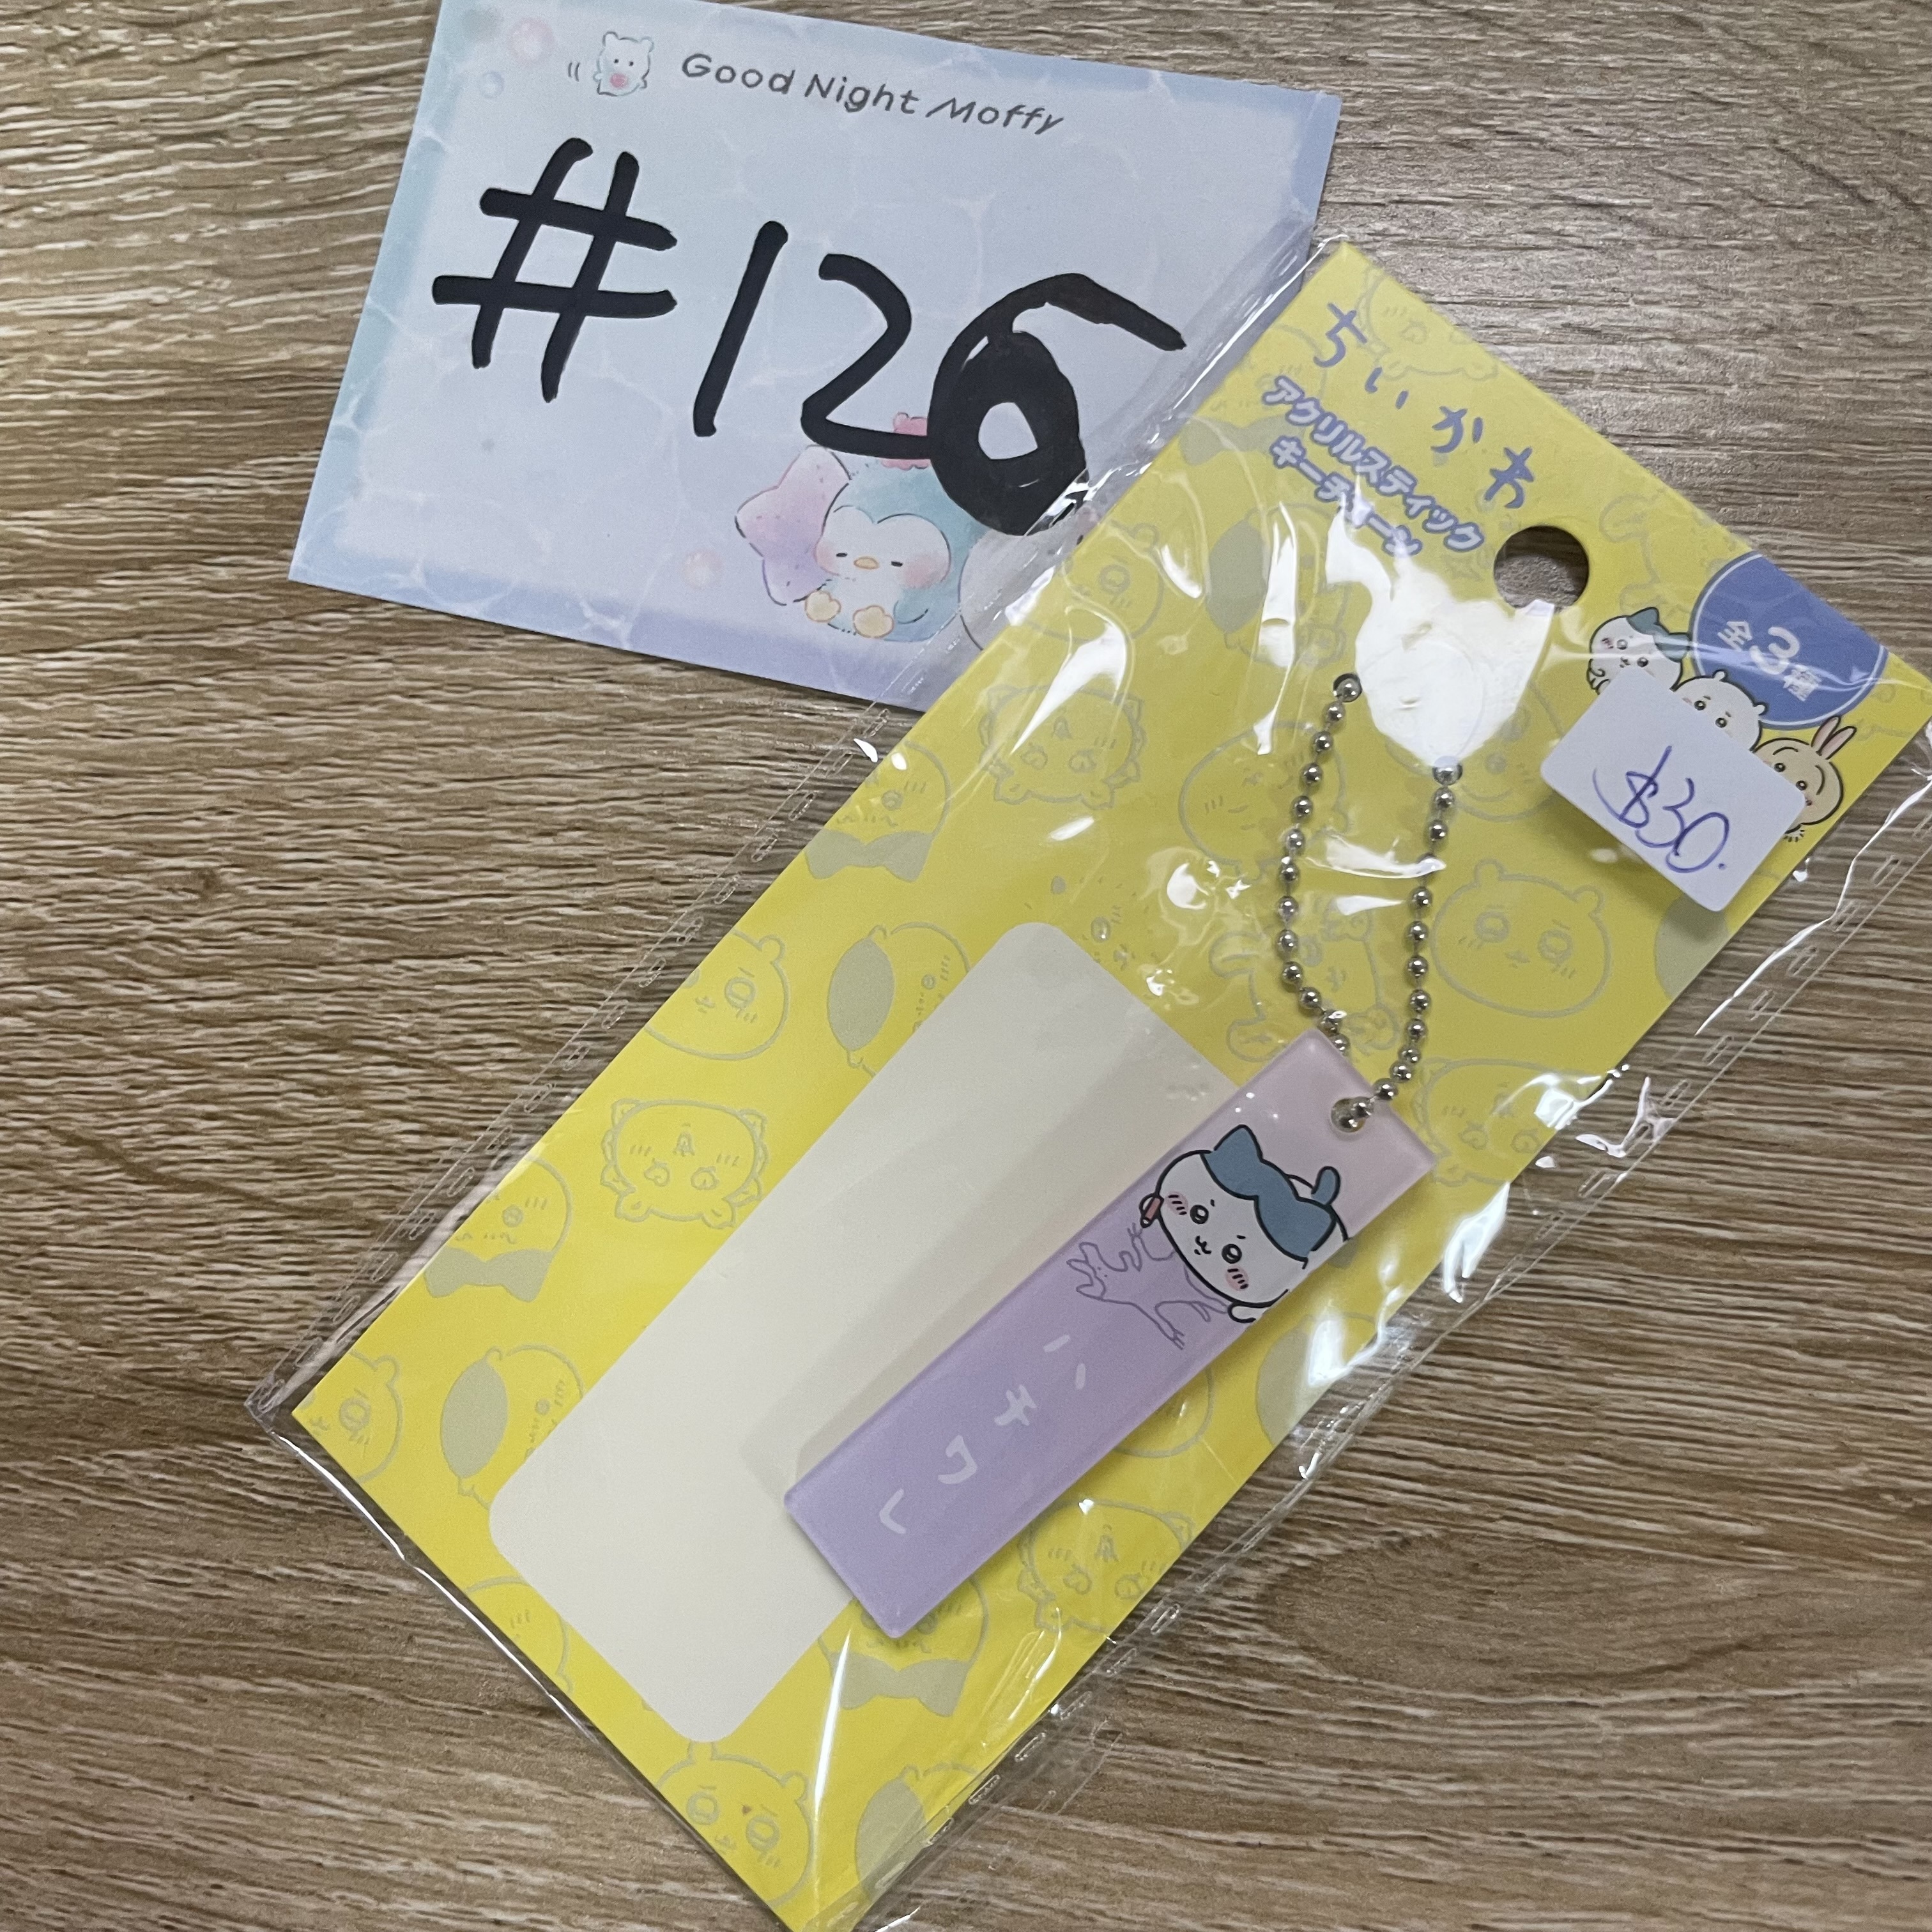 Good Night Moffy
#126
ちいかわ
アクリルスティック
キーチェーン
全3種
$30.
ハチワレ